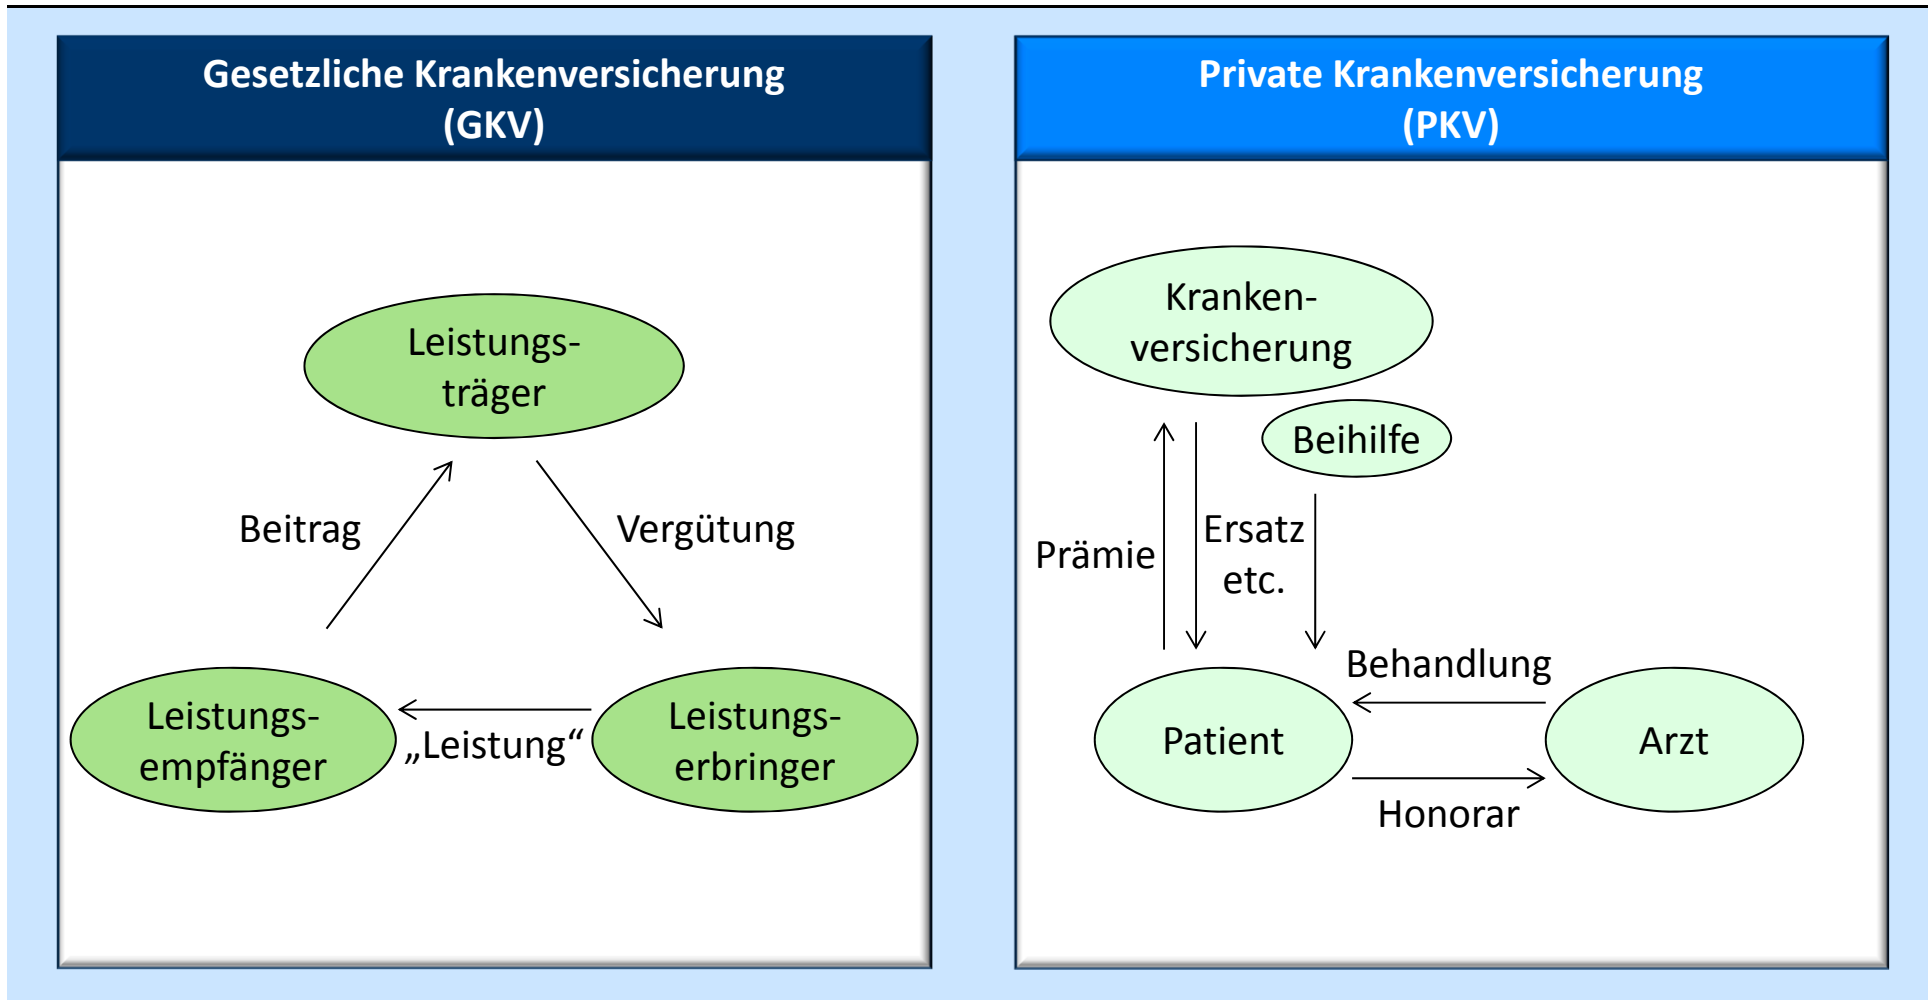 Gesetzliche Krankenversicherung
(GKV)
Leistungs-
träger
Beitrag
Vergütung
Leistungs-
empfänger
„Leistung“
Leistungs-
erbringer
Private Krankenversicherung
(PKV)
Kranken-
versicherung
Beihilfe
Prämie
Ersatz
etc.
Behandlung
Patient
Arzt
Honorar